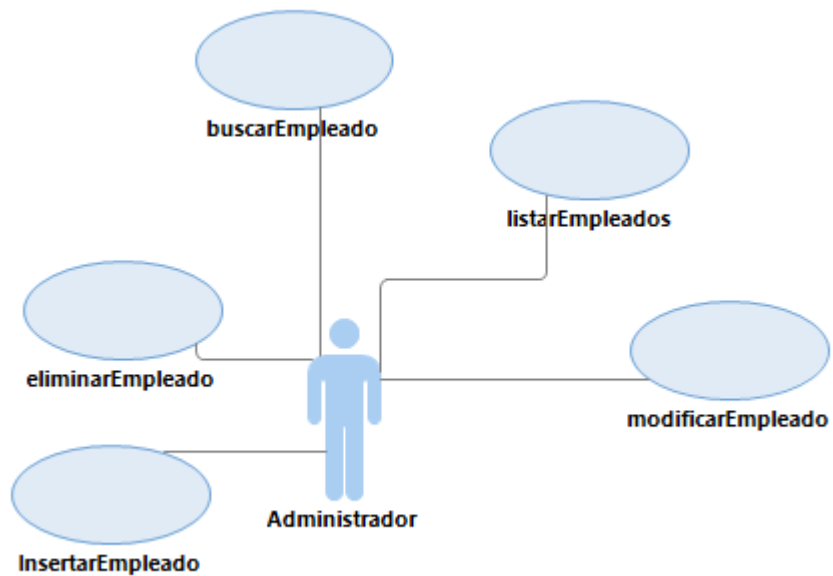 buscarEmpleado
listarEmpleados
eliminarEmpleado
modificarEmpleado
Administrador
InsertarEmpleado